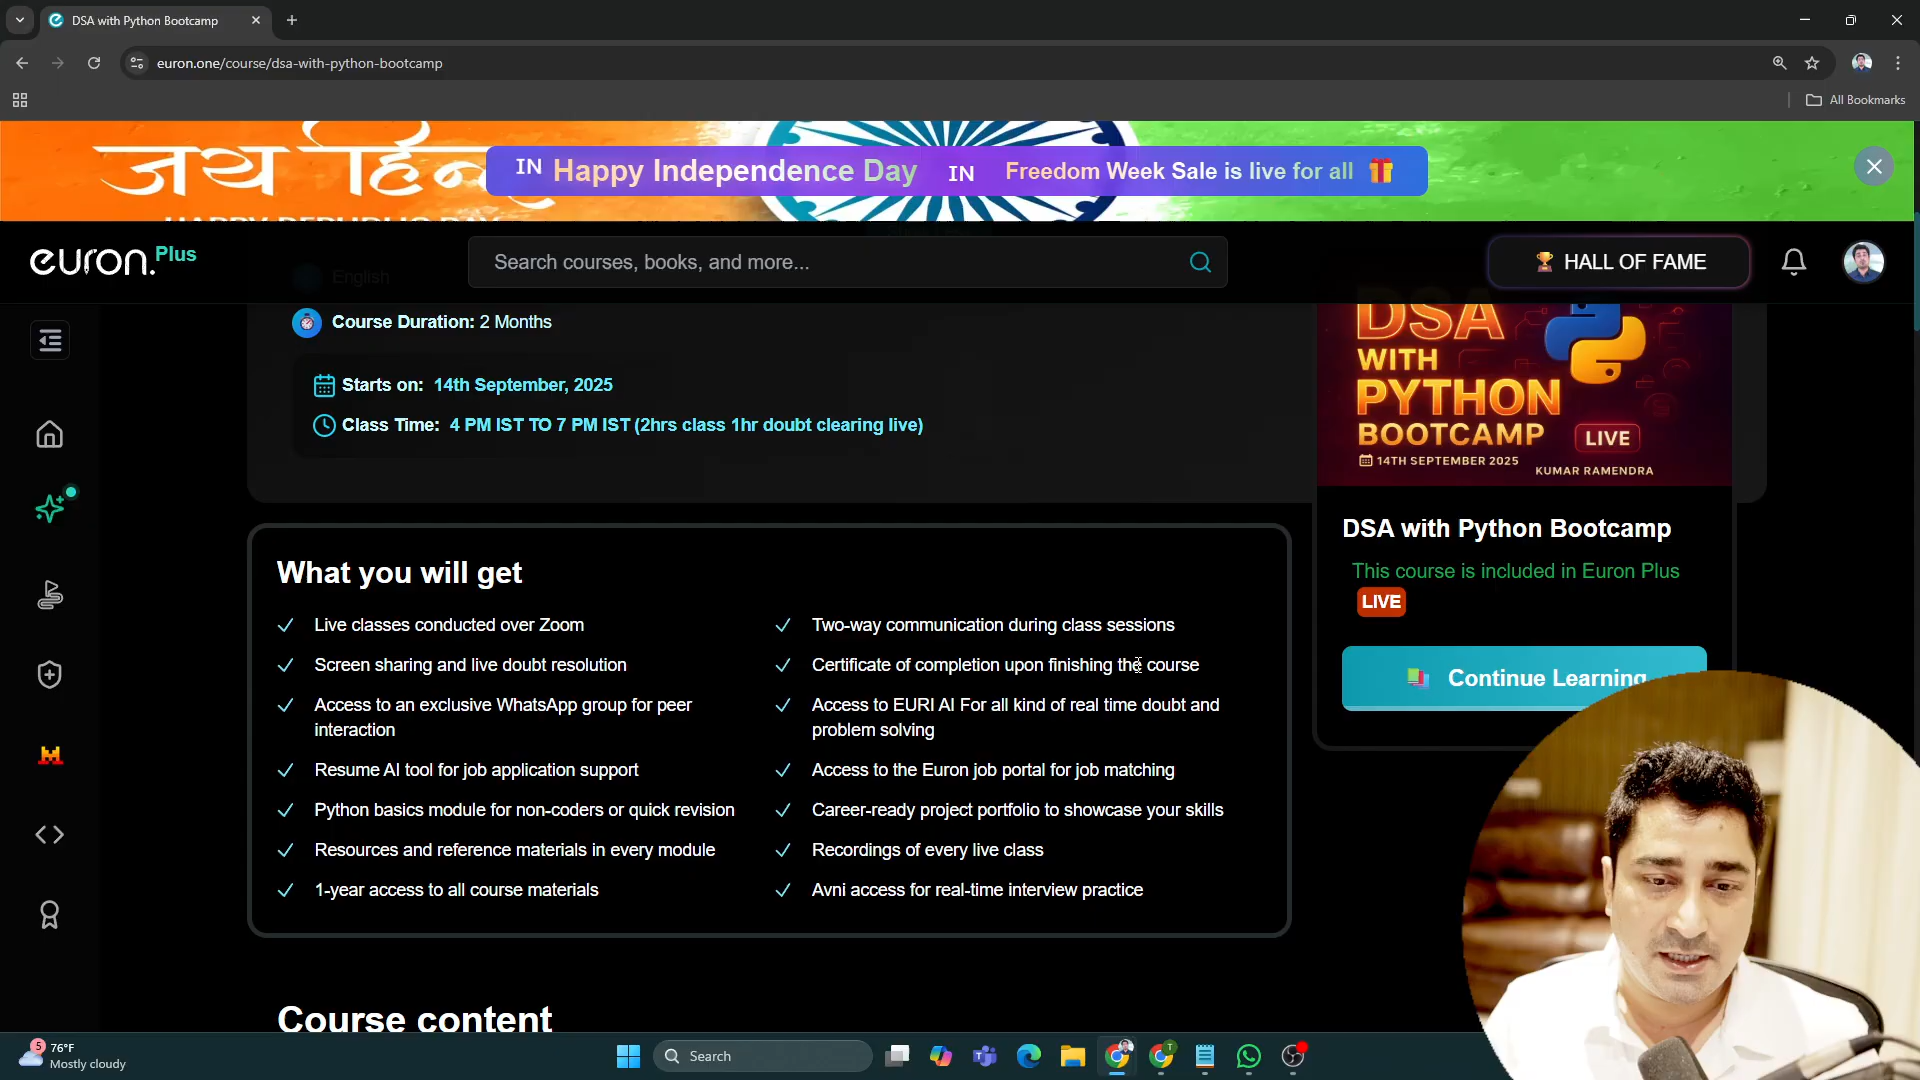 DSA with Python Bootcamp
euron.one/course/dsa-with-python-bootcamp
All Bookmarks
जय हिन्द
IN Happy Independence Day IN Freedom Week Sale is live for all
euron.Plus
Search courses, books, and more...
HALL OF FAME
English
Course Duration: 2 Months
Starts on: 14th September, 2025
Class Time: 4 PM IST TO 7 PM IST (2hrs class 1hr doubt clearing live)
DSA
WITH
PYTHON
BOOTCAMP LIVE
14TH SEPTEMBER 2025
KUMAR RAMENDRA
DSA with Python Bootcamp
This course is included in Euron Plus
LIVE
Continue Learning
What you will get
Live classes conducted over Zoom
Two-way communication during class sessions
Screen sharing and live doubt resolution
Certificate of completion upon finishing the course
Access to an exclusive WhatsApp group for peer
interaction
Access to EURI AI For all kind of real time doubt and
problem solving
Resume AI tool for job application support
Access to the Euron job portal for job matching
Python basics module for non-coders or quick revision
Career-ready project portfolio to showcase your skills
Resources and reference materials in every module
Recordings of every live class
1-year access to all course materials
Avni access for real-time interview practice
Course content
5
76°F
Mostly cloudy
Search
T